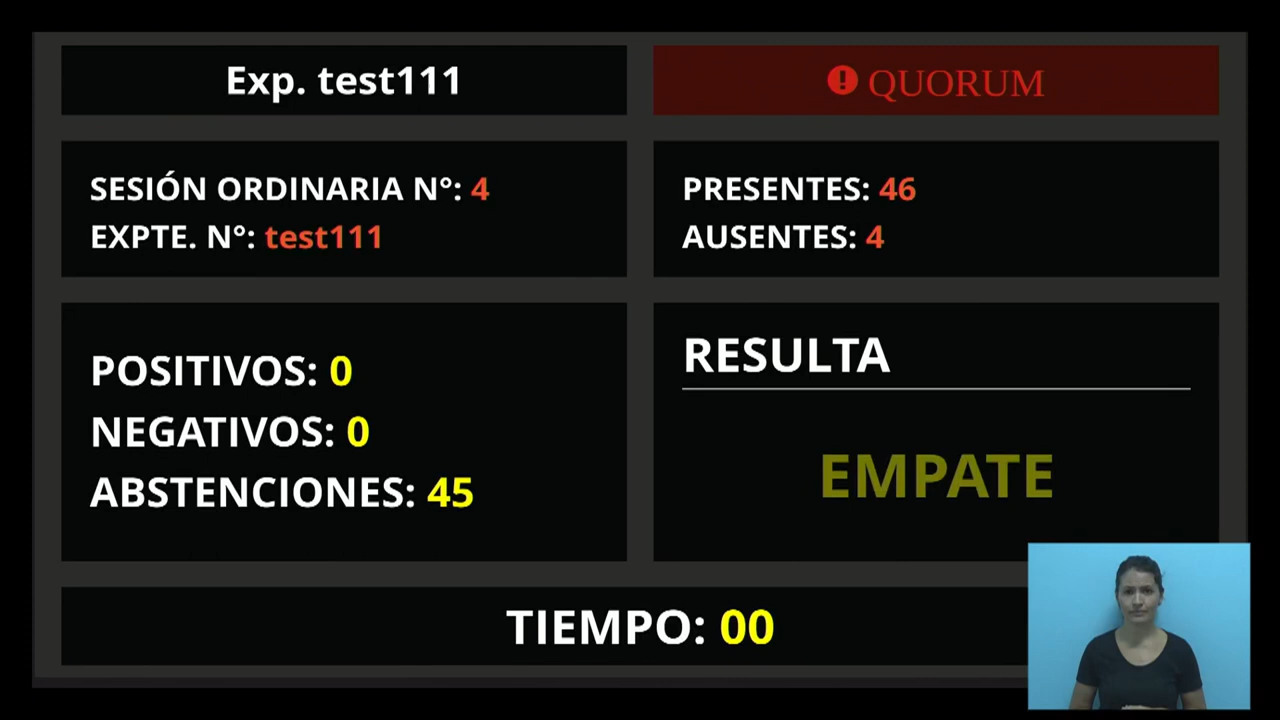 Exp. test111
QUORUM
SESIÓN ORDINARIA N°: 4
EXPTE. N°: test111
PRESENTES: 46
AUSENTES: 4
POSITIVOS: 0
NEGATIVOS: 0
ABSTENCIONES: 45
RESULTA
EMPATE
TIEMPO: 00